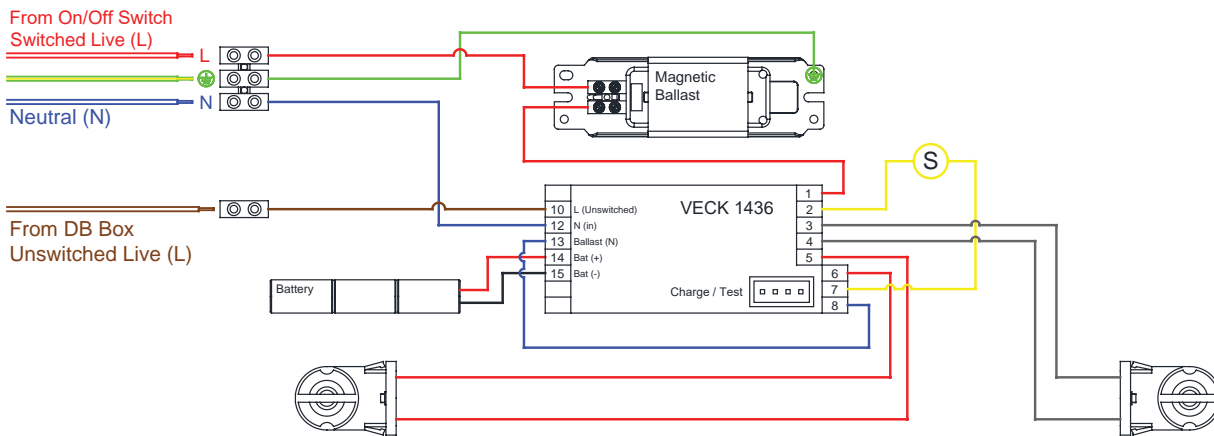 From On/Off Switch
Switched Live (L)
L
N
Neutral (N)
Magnetic
Ballast
S
From DB Box
Unswitched Live (L)
VECK 1436
10 L (Unswitched)
12 N (in)
13 Ballast (N)
14 Bat (+)
15 Bat (-)
1
2
3
4
5
6
7
8
Charge / Test
Battery